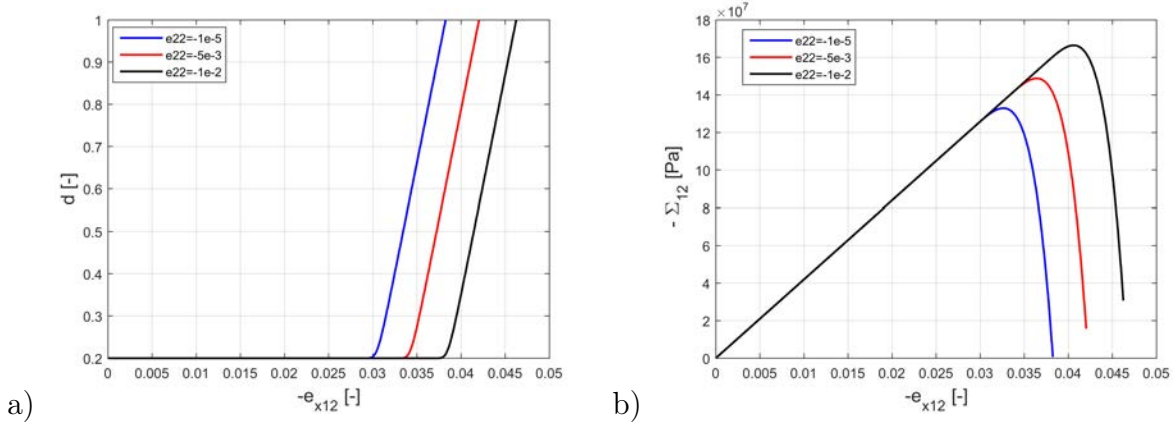 a)
1
0.9
0.8
0.7
0.6
0.5
0.4
0.3
0.2
d [-]
e22=-1e-5
e22=-5e-3
e22=-1e-2
0 0.005 0.01 0.015 0.02 0.025 0.03 0.035 0.04 0.045 0.05
-e_x12 [-]
b)
×10^7
18
16
14
12
10
8
6
4
2
0
- Σ_12 [Pa]
e22=-1e-5
e22=-5e-3
e22=-1e-2
0 0.005 0.01 0.015 0.02 0.025 0.03 0.035 0.04 0.045 0.05
-e_x12 [-]